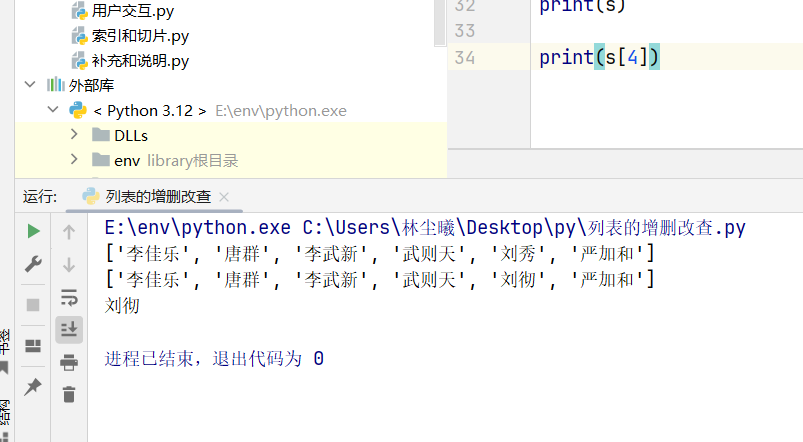 用户交互.py
索引和切片.py
补充和说明.py
外部库
< Python 3.12 > E:\env\python.exe
DLLs
env library根目录
32 print(s)
33
34 print(s[4])
运行: 列表的增删改查
E:\env\python.exe C:\Users\林尘曦\Desktop\py\列表的增删改查.py
['李佳乐', '唐群', '李武新', '武则天', '刘秀', '严加和']
['李佳乐', '唐群', '李武新', '武则天', '刘彻', '严加和']
刘彻
进程已结束，退出代码为 0
书签
结构